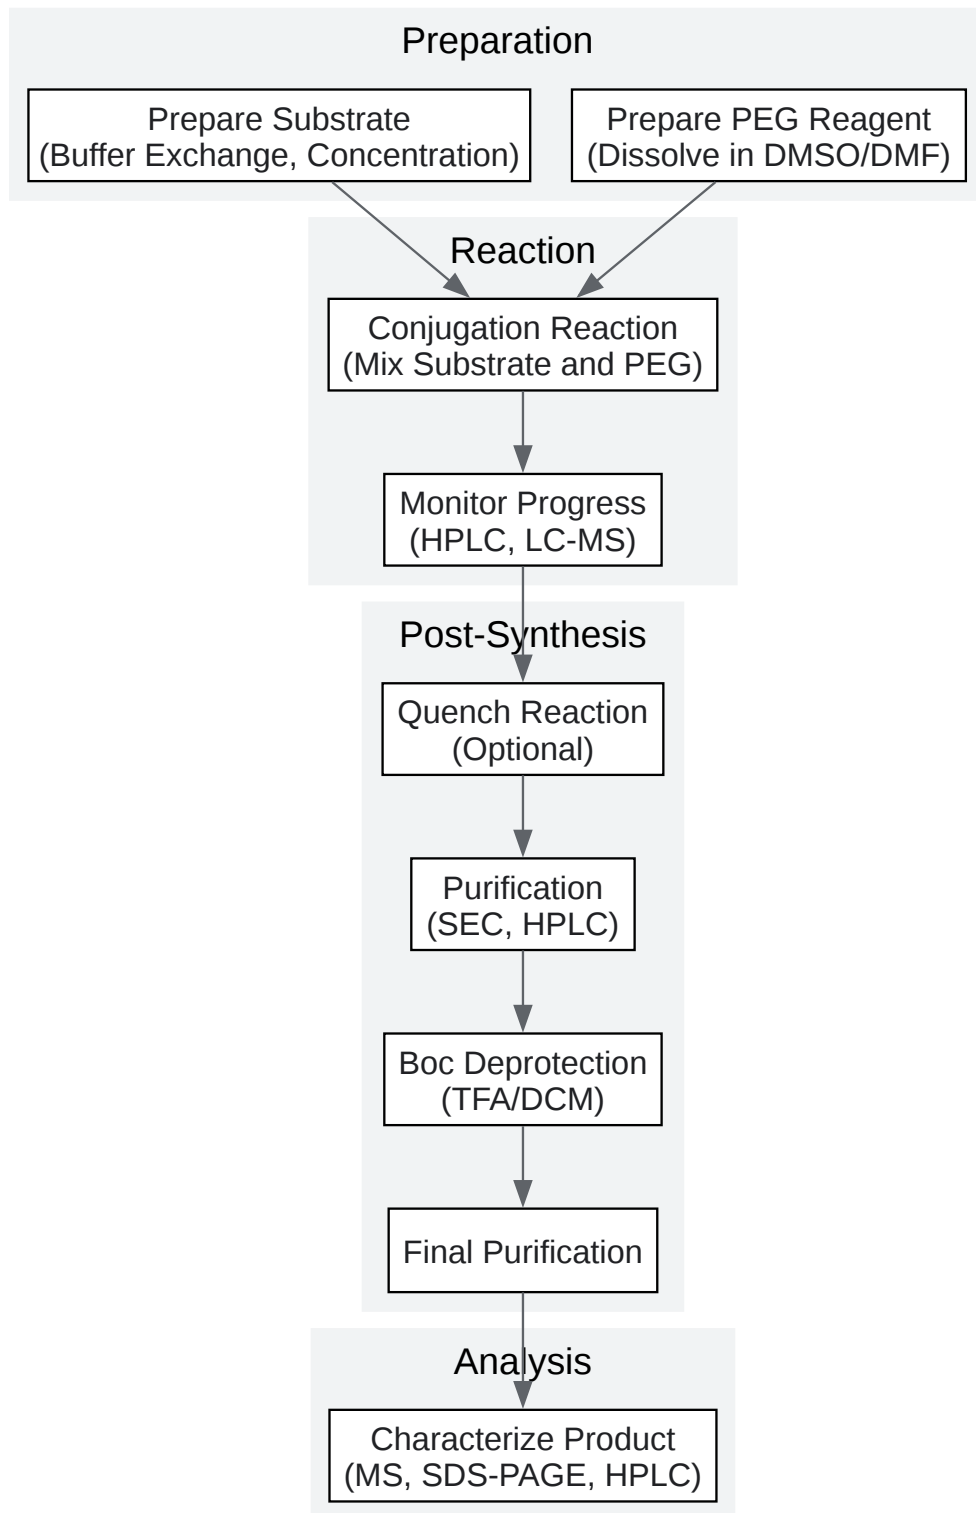 Preparation
Prepare Substrate
(Buffer Exchange, Concentration)
Prepare PEG Reagent
(Dissolve in DMSO/DMF)
Reaction
Conjugation Reaction
(Mix Substrate and PEG)
Monitor Progress
(HPLC, LC-MS)
Post-Synthesis
Quench Reaction
(Optional)
Purification
(SEC, HPLC)
Boc Deprotection
(TFA/DCM)
Final Purification
Analysis
Characterize Product
(MS, SDS-PAGE, HPLC)